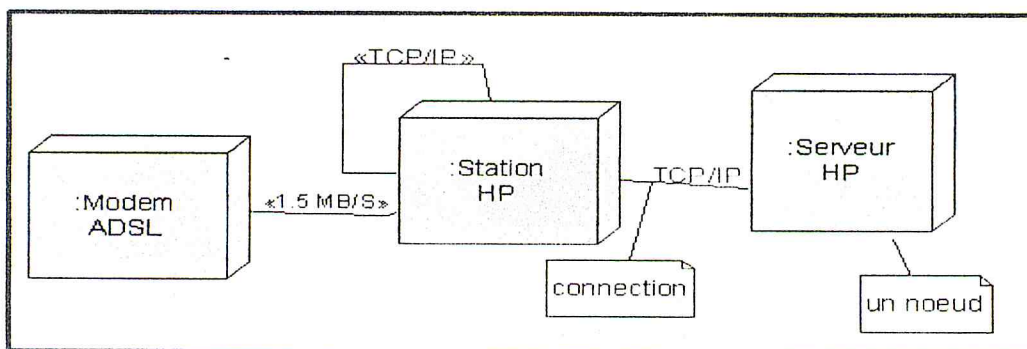 «TCP/IP»
:Modem
ADSL
«1.5 MB/S»
:Station
HP
TCP/IP
:Serveur
HP
connection
un noeud